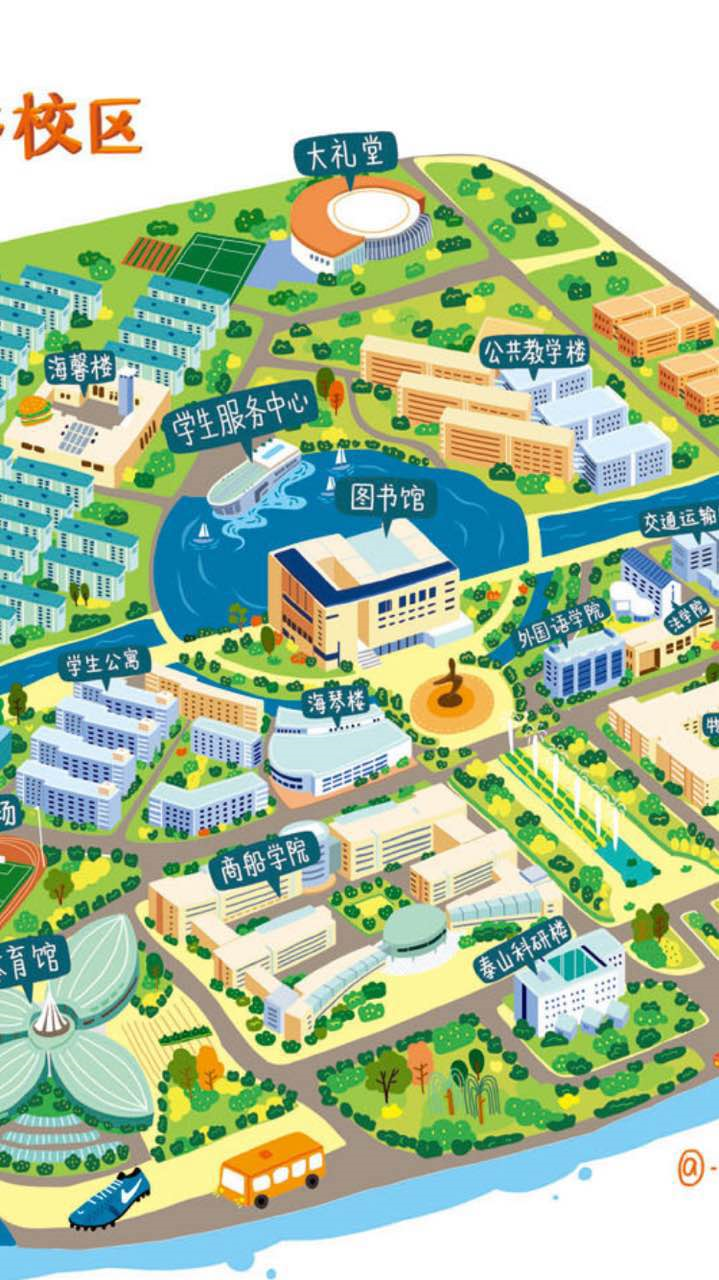 校区
大礼堂
公共教学楼
海馨楼
学生服务中心
图书馆
交通运输
法学院
外国语学院
学生公寓
海琴楼
场
商船学院
泰山科研楼
育馆
@